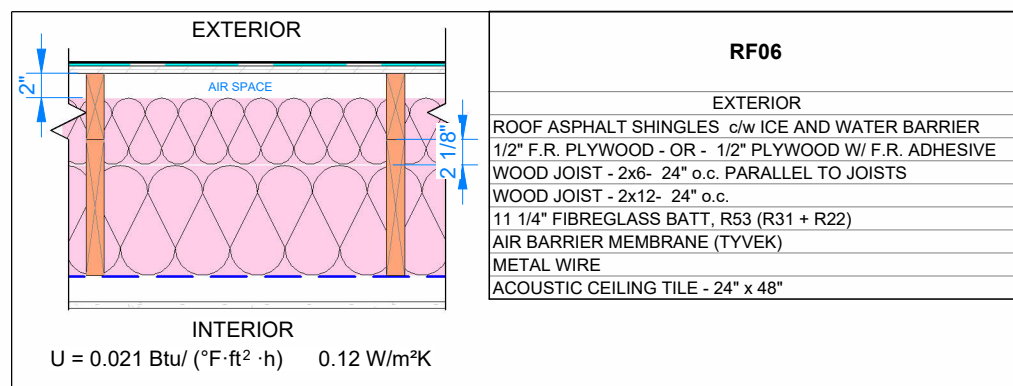 EXTERIOR
2"
AIR SPACE
2 1/8"
INTERIOR
U = 0.021 Btu/ (°F·ft² ·h) 0.12 W/m²K
RF06
EXTERIOR
ROOF ASPHALT SHINGLES c/w ICE AND WATER BARRIER
1/2" F.R. PLYWOOD - OR - 1/2" PLYWOOD W/ F.R. ADHESIVE
WOOD JOIST - 2x6- 24" o.c. PARALLEL TO JOISTS
WOOD JOIST - 2x12- 24" o.c.
11 1/4" FIBREGLASS BATT, R53 (R31 + R22)
AIR BARRIER MEMBRANE (TYVEK)
METAL WIRE
ACOUSTIC CEILING TILE - 24" x 48"